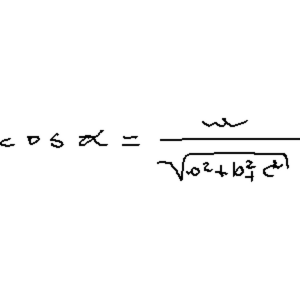 cos α = a / √(a² + b² + c²)